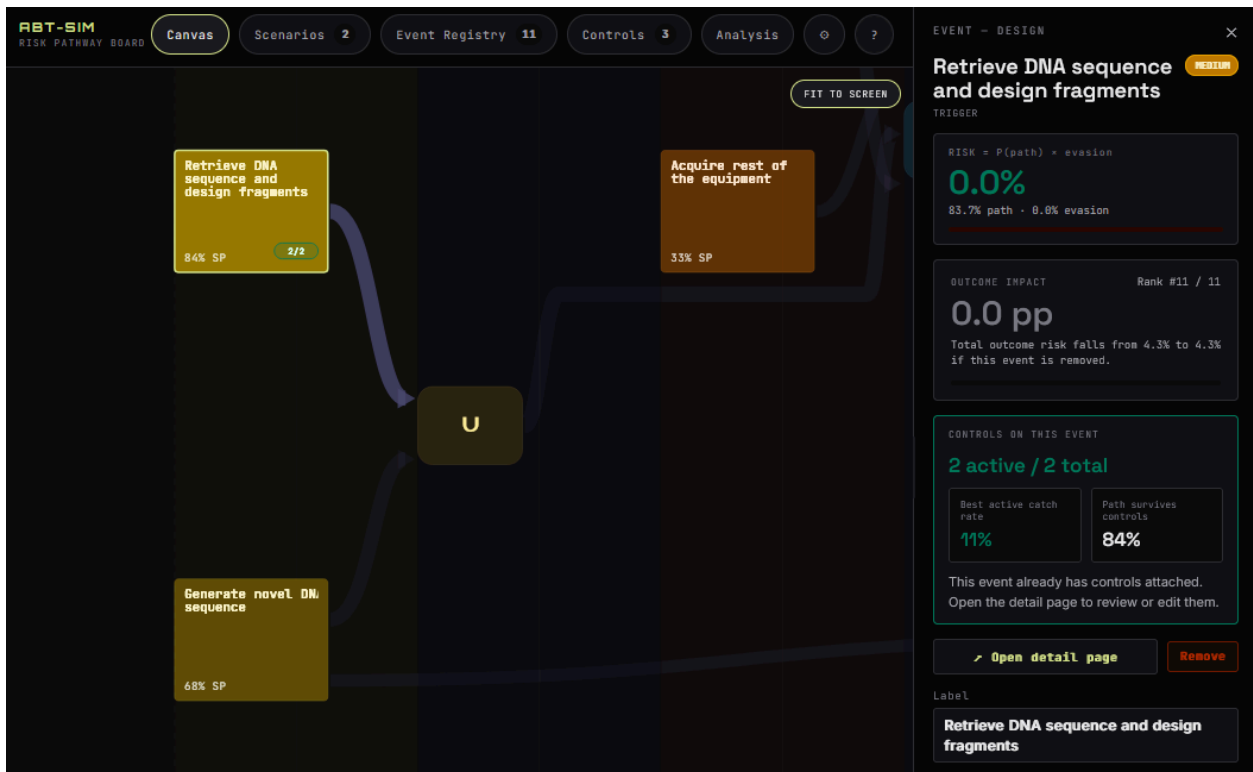 ABT-SIM
RISK PATHWAY BOARD
Canvas
Scenarios 2
Event Registry 11
Controls 3
Analysis
⚙
?
FIT TO SCREEN
Retrieve DNA
sequence and
design fragments
84% SP
2/2
Acquire rest of
the equipment
33% SP
U
Generate novel DN
sequence
68% SP
EVENT — DESIGN
×
Retrieve DNA sequence
and design fragments
MEDIUM
TRIGGER
RISK = P(path) × evasion
0.0%
83.7% path · 0.0% evasion
OUTCOME IMPACT
Rank #11 / 11
0.0 pp
Total outcome risk falls from 4.3% to 4.3%
if this event is removed.
CONTROLS ON THIS EVENT
2 active / 2 total
Best active catch
rate
11%
Path survives
controls
84%
This event already has controls attached.
Open the detail page to review or edit them.
↗ Open detail page
Remove
Label
Retrieve DNA sequence and design
fragments